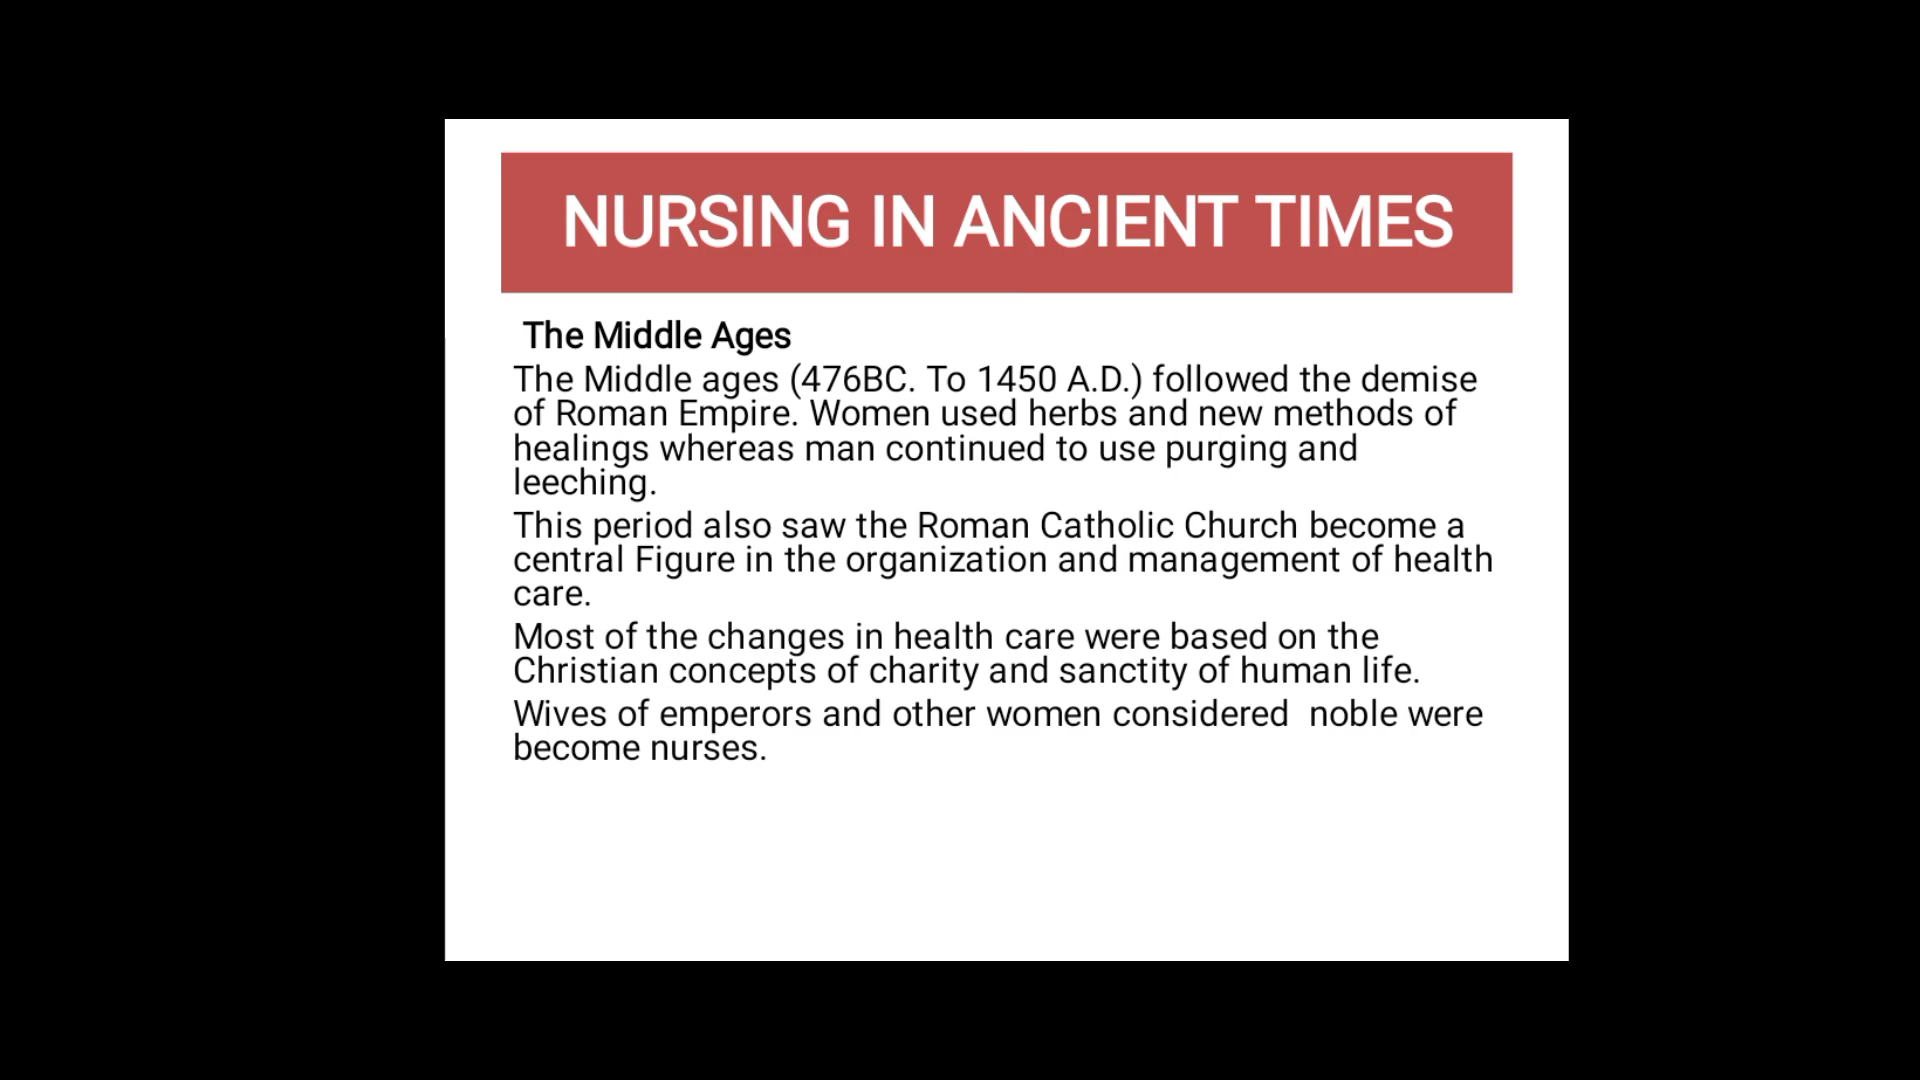 NURSING IN ANCIENT TIMES
The Middle Ages
The Middle ages (476BC. To 1450 A.D.) followed the demise
of Roman Empire. Women used herbs and new methods of
healings whereas man continued to use purging and
leeching.
This period also saw the Roman Catholic Church become a
central Figure in the organization and management of health
care.
Most of the changes in health care were based on the
Christian concepts of charity and sanctity of human life.
Wives of emperors and other women considered  noble were
become nurses.